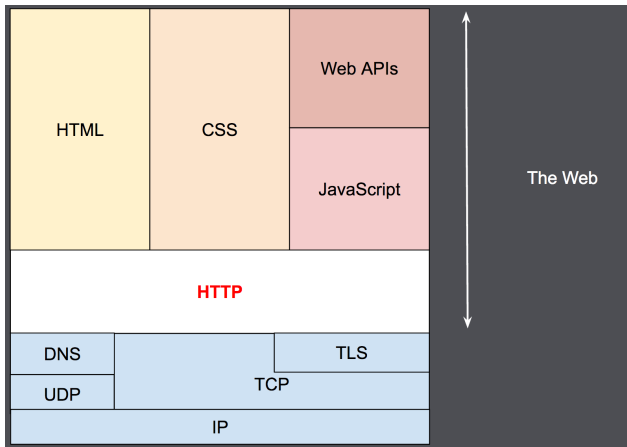 Web APIs
HTML
CSS
JavaScript
The Web
HTTP
DNS
TLS
UDP
TCP
IP